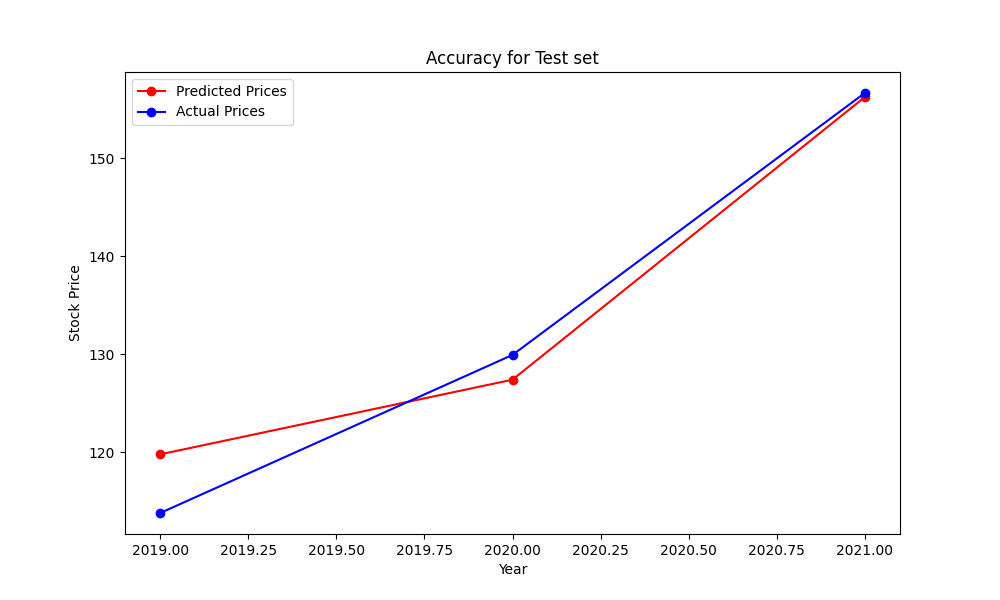 Accuracy for Test set
Predicted Prices
Actual Prices
150
140
130
120
Stock Price
2019.00 2019.25 2019.50 2019.75 2020.00 2020.25 2020.50 2020.75 2021.00
Year